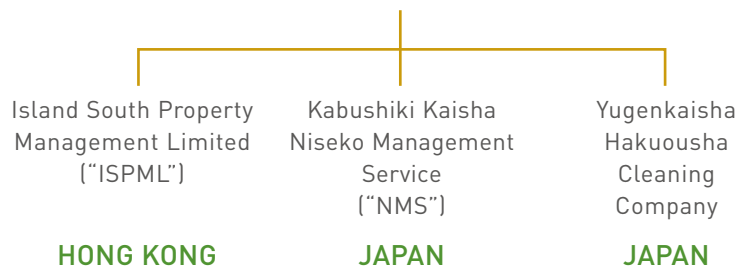 Island South Property
Management Limited
(“ISPML”)
HONG KONG
Kabushiki Kaisha
Niseko Management
Service
(“NMS”)
JAPAN
Yugenkaisha
Hakuousha
Cleaning
Company
JAPAN